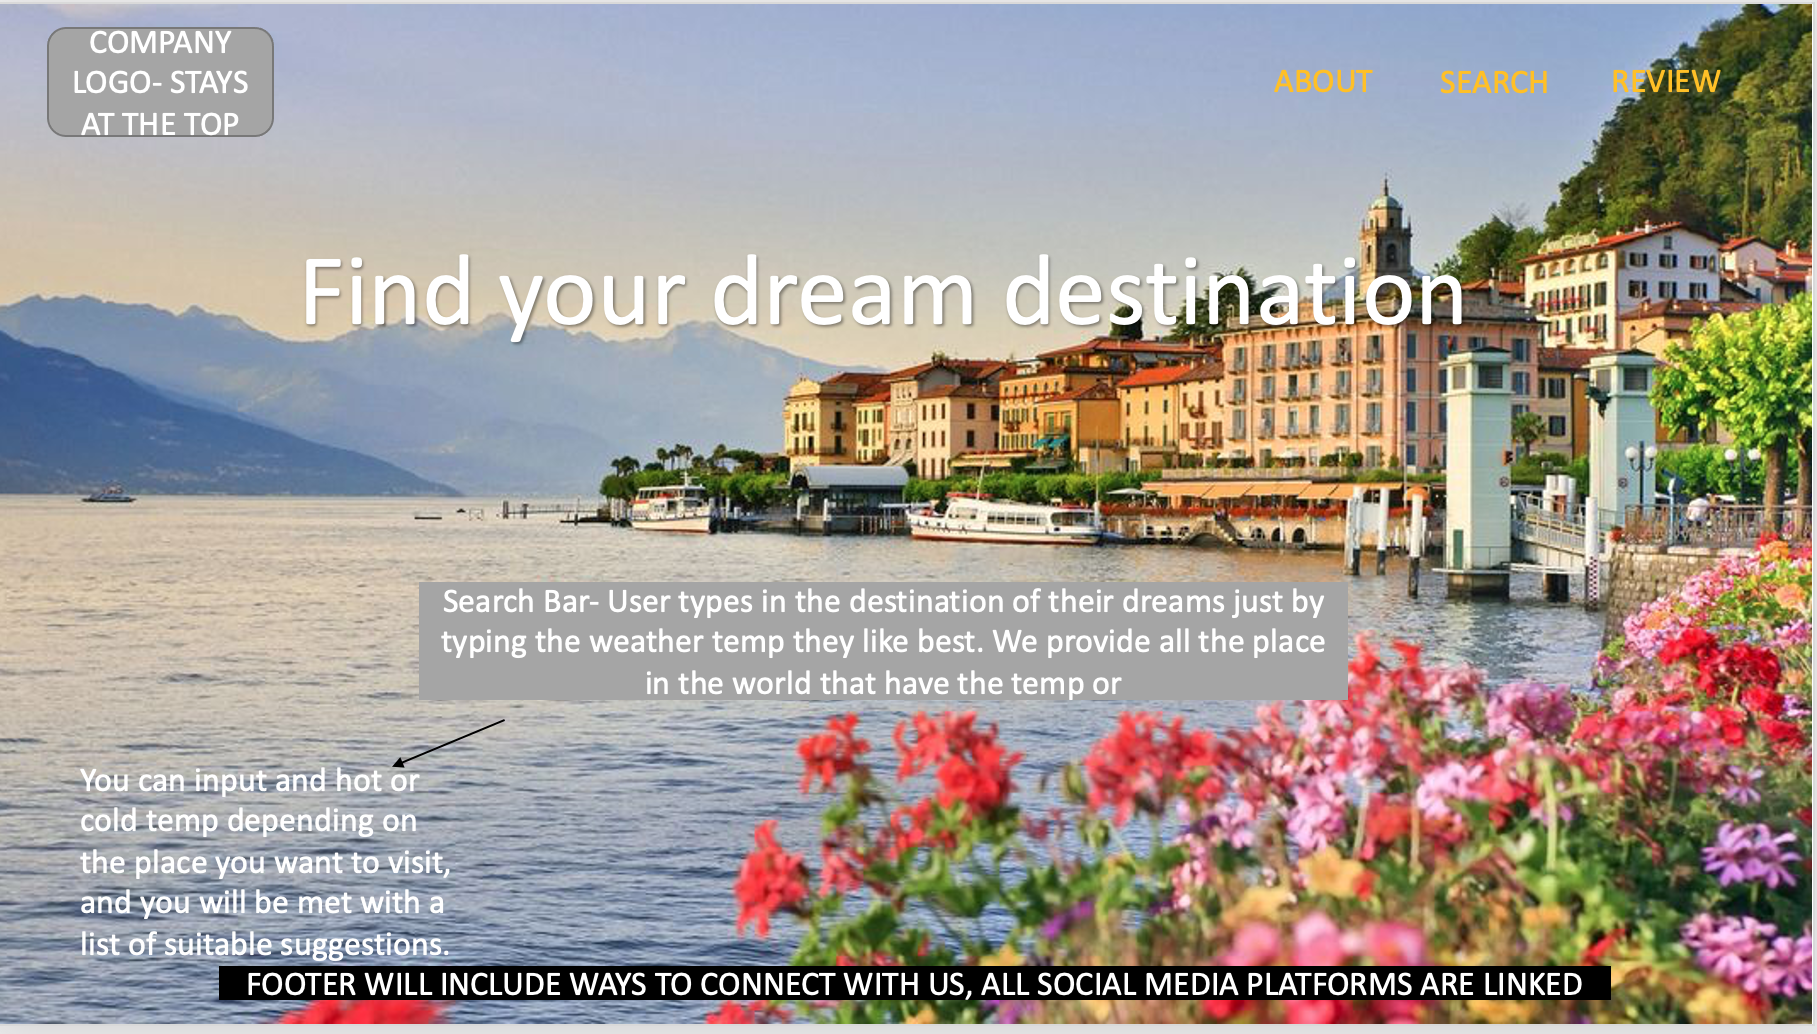 COMPANY
LOGO- STAYS
AT THE TOP
ABOUT SEARCH REVIEW
Find your dream destination
Search Bar- User types in the destination of their dreams just by
typing the weather temp they like best. We provide all the place
in the world that have the temp or
You can input and hot or
cold temp depending on
the place you want to visit,
and you will be met with a
list of suitable suggestions.
FOOTER WILL INCLUDE WAYS TO CONNECT WITH US, ALL SOCIAL MEDIA PLATFORMS ARE LINKED